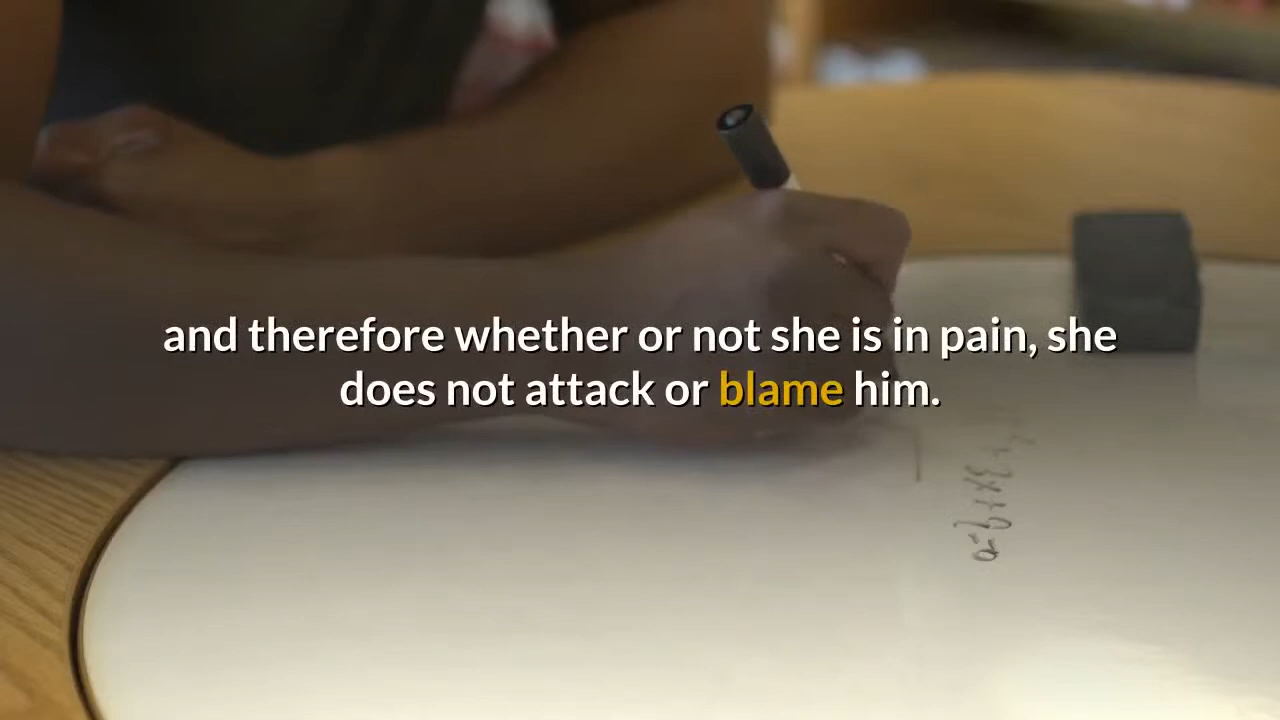 and therefore whether or not she is in pain, she
does not attack or blame him.